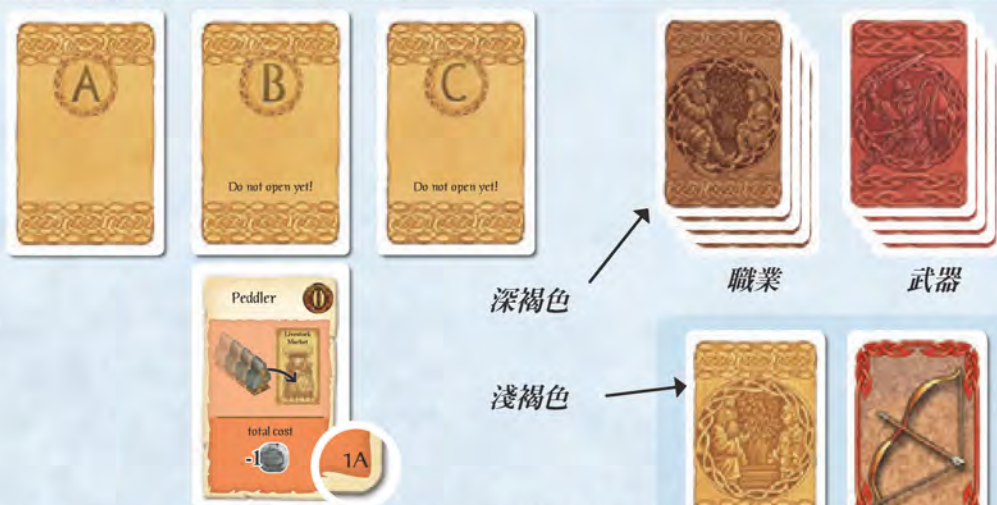 A
B
Do not open yet!
C
Do not open yet!
深褐色
職業
武器
淺褐色
Peddler
Livestock
Market
total cost
-1
1A